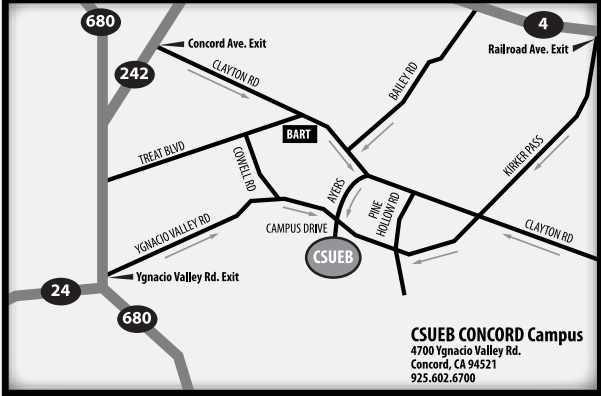 680
4
Concord Ave. Exit
Railroad Ave. Exit
242
CLAYTON RD
BAILEY RD
BART
TREAT BLVD
COWELL RD
KIRKER PASS
AYERS
PINE
HOLLOW RD
YGNACIO VALLEY RD
CAMPUS DRIVE
CLAYTON RD
CSUEB
Ygnacio Valley Rd. Exit
24
680
CSUEB CONCORD Campus
4700 Ygnacio Valley Rd.
Concord, CA 94521
925.602.6700